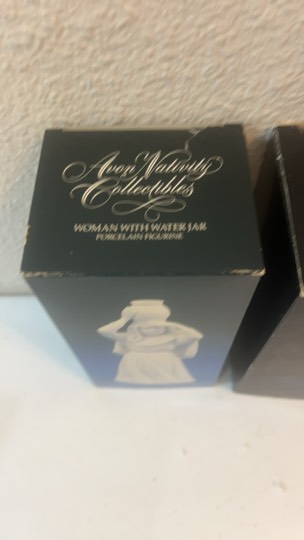 Avon Nativity
Collectibles
WOMAN WITH WATER JAR
PORCELAIN FIGURINE